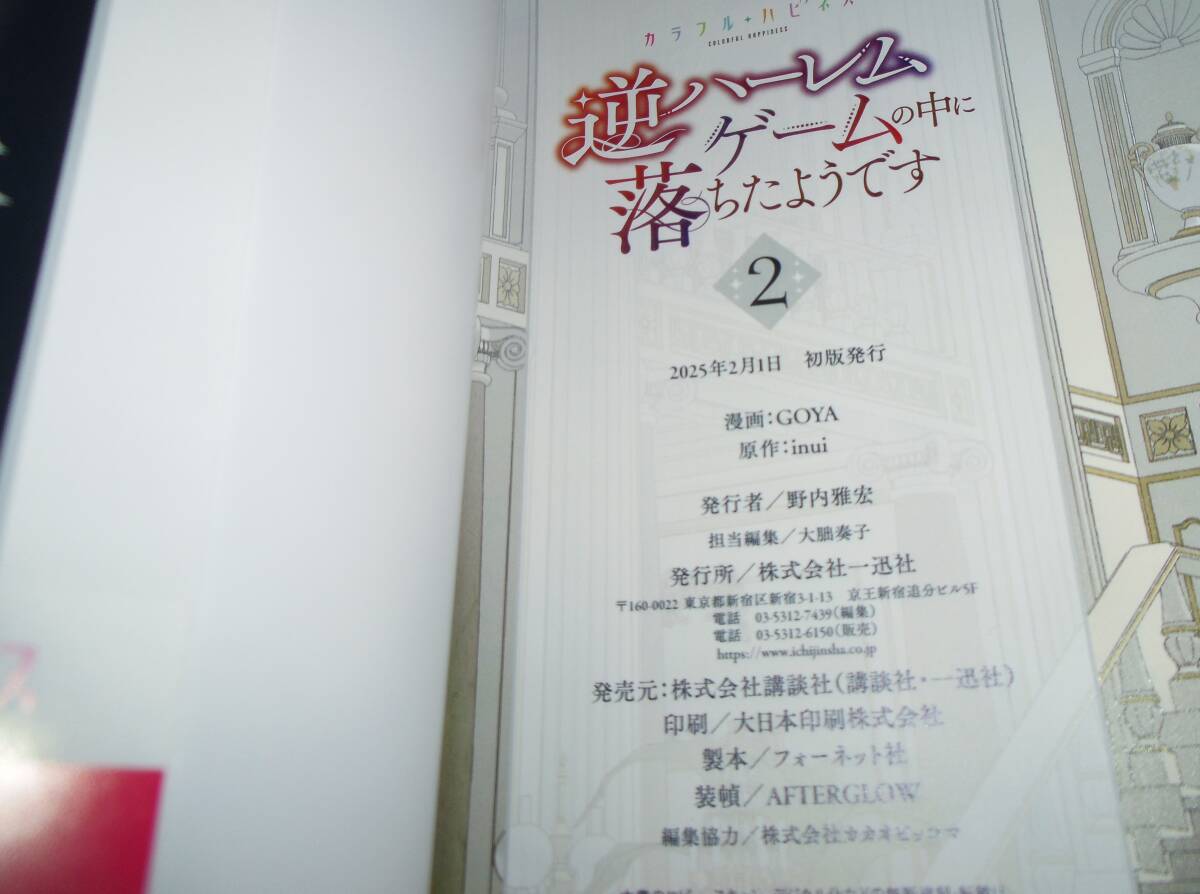 カラフル・ハピネス
COLORFUL HAPPINESS
逆ハーレム
ゲームの中に
落ちたようです
2
2025年2月1日 初版発行
漫画：GOYA
原作：inui
発行者／野内雅宏
担当編集／大朏奏子
発行所／株式会社一迅社
〒160-0022 東京都新宿区新宿3-1-13 京王新宿追分ビル5F
電話 03-5312-7439（編集）
電話 03-5312-6150（販売）
https://www.ichijinsha.co.jp
発売元：株式会社講談社（講談社・一迅社）
印刷／大日本印刷株式会社
製本／フォーネット社
装幀／AFTERGLOW
編集協力／株式会社カカオピッコマ
ス